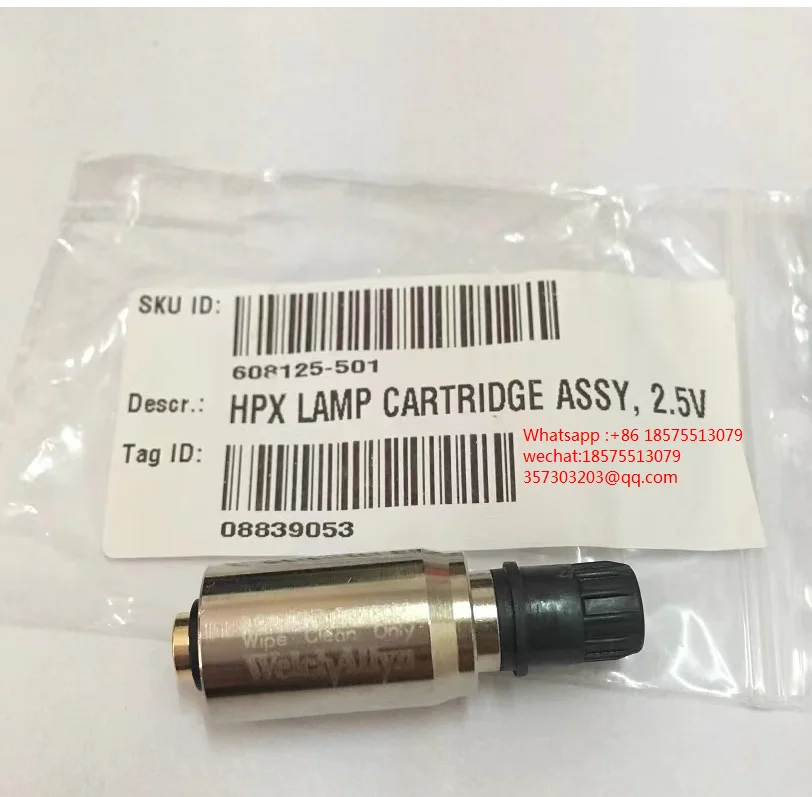 SKU ID:
608125-501
Descr.: HPX LAMP CARTRIDGE ASSY, 2.5V
Whatsapp :+86 18575513079
wechat:18575513079
357303203@qq.com
Tag ID:
08839053
Wipe Clean Only
WelchAllyn